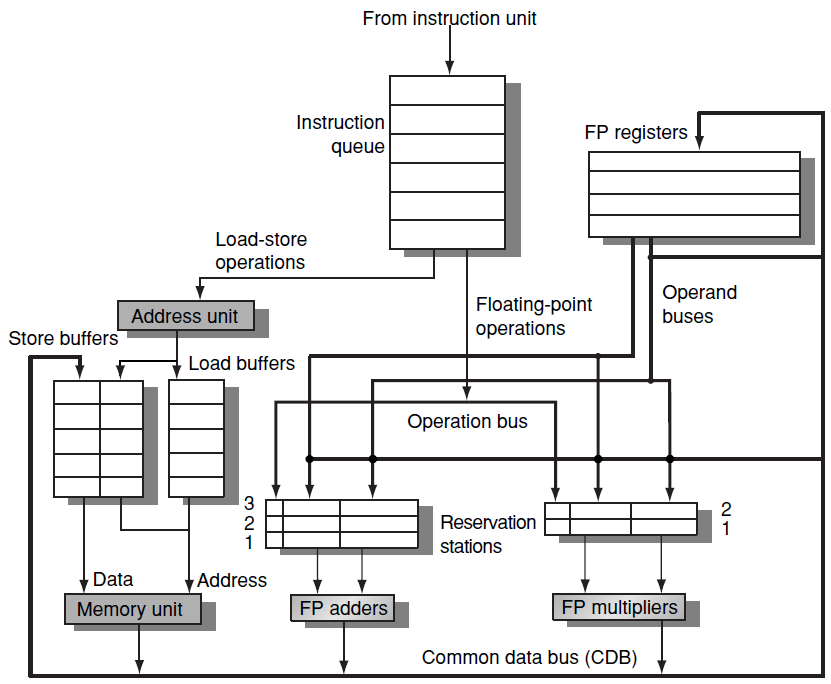 From instruction unit
Instruction
queue
FP registers
Load-store
operations
Address unit
Floating-point
operations
Operand
buses
Store buffers
Load buffers
Operation bus
3
2
1
Reservation
stations
2
1
Data
Address
Memory unit
FP adders
FP multipliers
Common data bus (CDB)